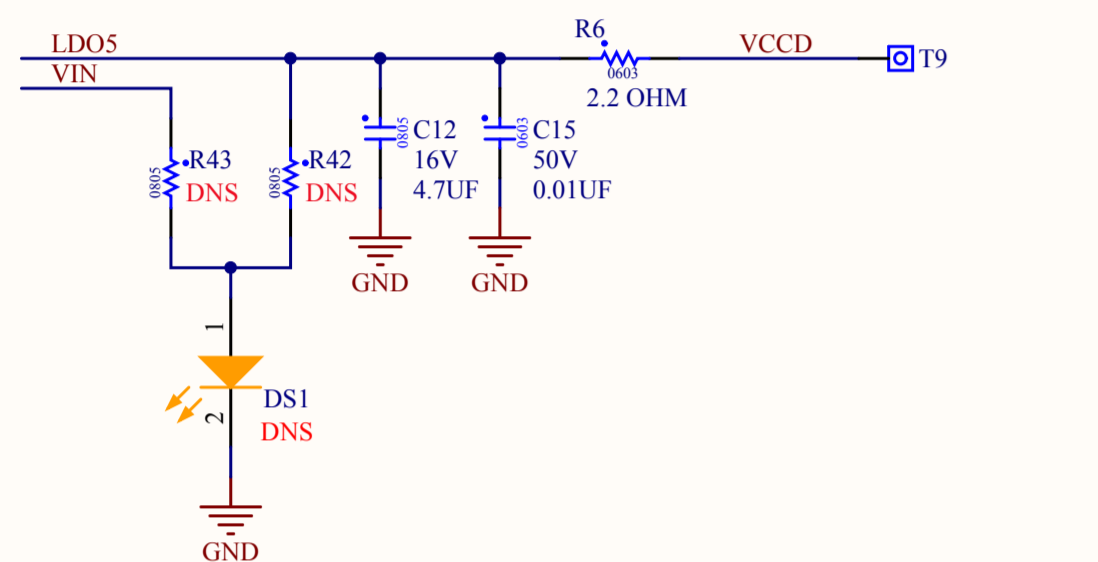 R6
LDO5
VCCD
T9
VIN
0603
2.2 OHM
0805
R43
DNS
0805
R42
DNS
0805
C12
16V
4.7UF
0603
C15
50V
0.01UF
GND
GND
1
2
DS1
DNS
GND